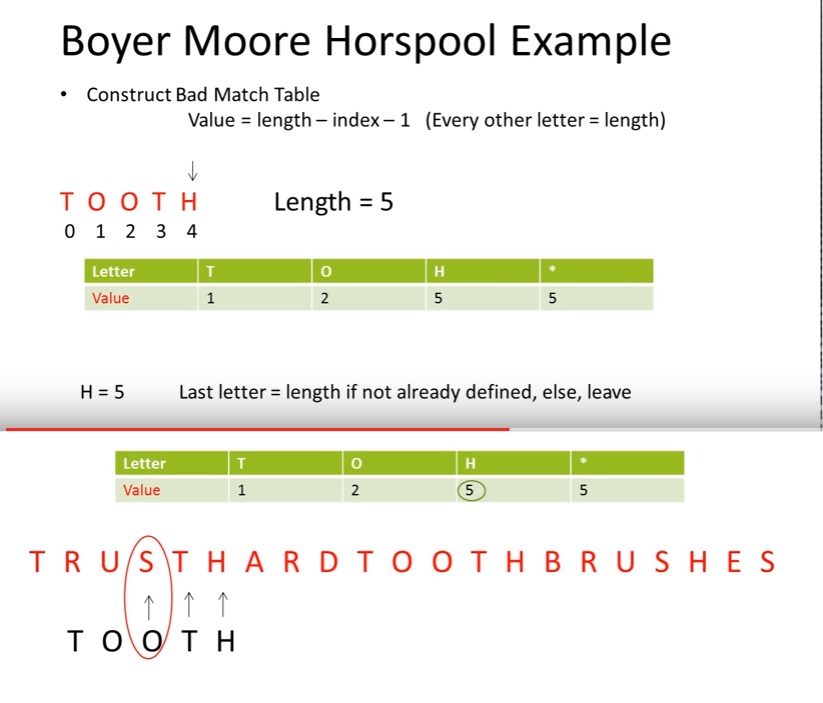 Boyer Moore Horspool Example
• Construct Bad Match Table
Value = length – index – 1 (Every other letter = length)
↓
T O O T H Length = 5
0 1 2 3 4
Letter T O H *
Value 1 2 5 5
H = 5 Last letter = length if not already defined, else, leave
Letter T O H *
Value 1 2 5 5
T R U S T H A R D T O O T H B R U S H E S
↑ ↑ ↑
T O O T H